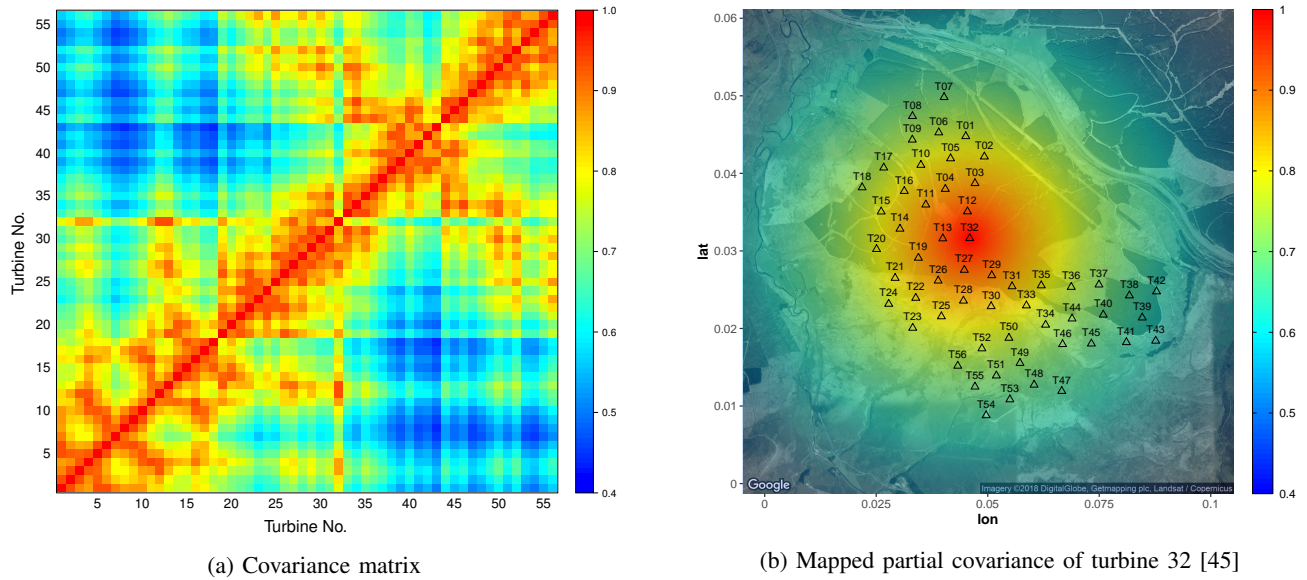 55
50
45
40
35
30
25
20
15
10
5
Turbine No.
5 10 15 20 25 30 35 40 45 50 55
Turbine No.
1.0
0.9
0.8
0.7
0.6
0.5
0.4
(a) Covariance matrix
0.06
0.05
0.04
0.03
0.02
0.01
0
lat
T07
T08
T06 T01
T09
T05 T02
T10
T17
T18 T16 T04 T03
T11
T15 T12
T14
T13 T32
T20 T19
T27
T21 T26 T29
T31 T35 T36 T37
T38 T42
T24 T22 T28 T30 T33
T25 T34 T44 T40 T39
T23
T50 T46 T45 T41 T43
T52
T56 T49
T51
T55 T48 T47
T53
T54
Google
Imagery ©2018 DigitalGlobe, Getmapping plc, Landsat / Copernicus
0 0.025 0.050 0.075 0.1
lon
1
0.9
0.8
0.7
0.6
0.5
0.4
(b) Mapped partial covariance of turbine 32 [45]